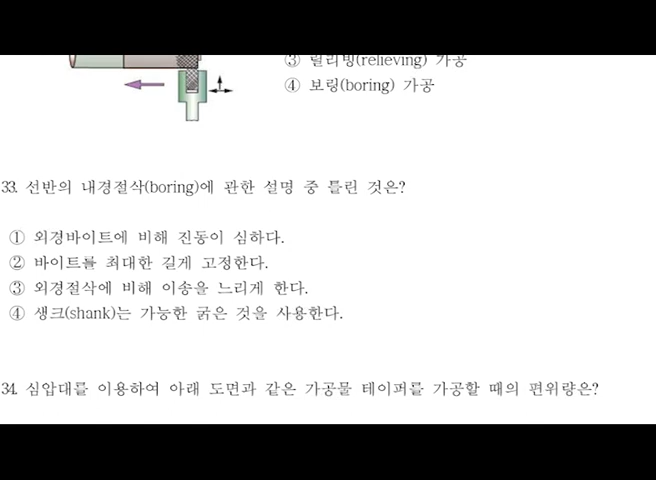 ③ 릴리빙(relieving) 가공
④ 보링(boring) 가공
33. 선반의 내경절삭(boring)에 관한 설명 중 틀린 것은?
① 외경바이트에 비해 진동이 심하다.
② 바이트를 최대한 길게 고정한다.
③ 외경절삭에 비해 이송을 느리게 한다.
④ 생크(shank)는 가능한 굵은 것을 사용한다.
34. 심압대를 이용하여 아래 도면과 같은 가공물 테이퍼를 가공할 때의 편위량은?